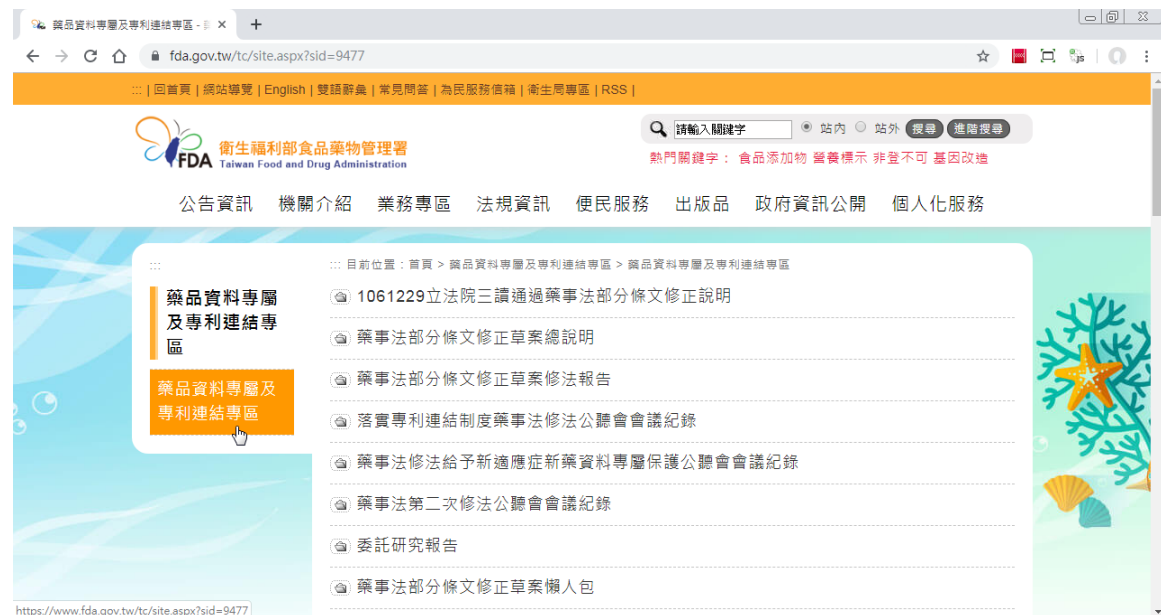 藥品資料專屬及專利連結專區 -
fda.gov.tw/tc/site.aspx?sid=9477
JS
::: | 回首頁 | 網站導覽 | English | 雙語辭彙 | 常見問答 | 為民服務信箱 | 衛生局專區 | RSS |
請輸入關鍵字 站內 站外 搜尋 進階搜尋
FDA 衛生福利部食品藥物管理署
Taiwan Food and Drug Administration
熱門關鍵字： 食品添加物 營養標示 非登不可 基因改造
公告資訊 機關介紹 業務專區 法規資訊 便民服務 出版品 政府資訊公開 個人化服務
:::
::: 目前位置：首頁 > 藥品資料專屬及專利連結專區 > 藥品資料專屬及專利連結專區
藥品資料專屬
及專利連結專
區
藥品資料專屬及
專利連結專區
1061229立法院三讀通過藥事法部分條文修正說明
藥事法部分條文修正草案總說明
藥事法部分條文修正草案修法報告
落實專利連結制度藥事法修法公聽會會議紀錄
藥事法修法給予新適應症新藥資料專屬保護公聽會會議紀錄
藥事法第二次修法公聽會會議紀錄
委託研究報告
藥事法部分條文修正草案懶人包
https://www.fda.gov.tw/tc/site.aspx?sid=9477